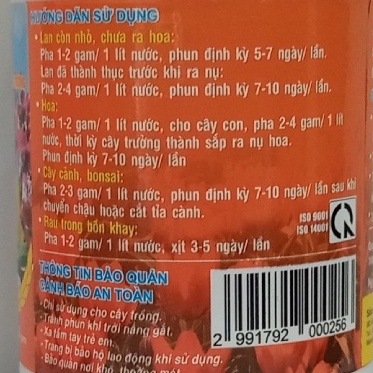 HƯỚNG DẪN SỬ DỤNG
• Lan còn nhỏ, chưa ra hoa:
Pha 1-2 gam/ 1 lít nước, phun định kỳ 5-7 ngày/ lần.
Lan đã thành thục trước khi ra nụ:
Pha 2-4 gam/ 1 lít nước, phun định kỳ 7-10 ngày/ lần.
• Hoa:
Pha 1-2 gam/ 1 lít nước, cho cây con, pha 2-4 gam/ 1 lít
nước, thời kỳ cây trưởng thành sắp ra nụ hoa.
Phun định kỳ 7-10 ngày/ lần
• Cây cảnh, bonsai:
Pha 2-3 gam/ 1 lít nước, phun định kỳ 7-10 ngày/ lần sau khi
chuyển chậu hoặc cắt tỉa cành.
• Rau trong bồn khay:
Pha 1-2 gam/ 1 lít nước, xịt 3-5 ngày/ lần
ISO 9001
ISO 14001
THÔNG TIN BẢO QUẢN
CẢNH BÁO AN TOÀN
- Chỉ sử dụng cho cây trồng.
- Tránh phun khi trời nắng gắt.
- Xa tầm tay trẻ em.
- Trang bị bảo hộ lao động khi sử dụng.
- Bảo quản nơi khô, thoáng mát
2 991792 000256